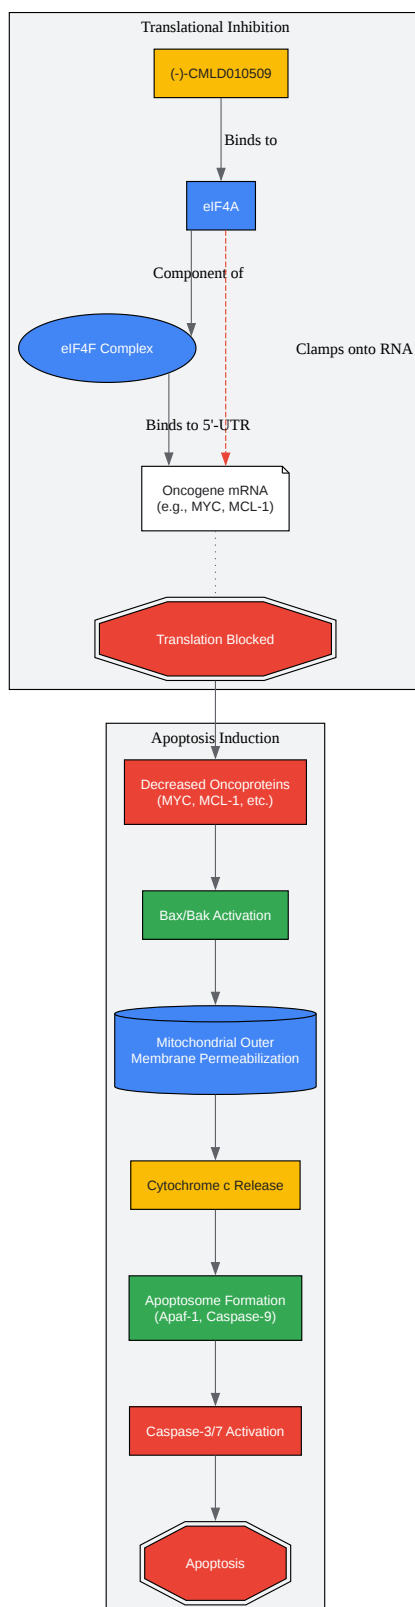 Translational Inhibition
(-)-CMLD010509
Binds to
eIF4A
Component of
eIF4F Complex
Clamps onto RNA
Binds to 5'-UTR
Oncogene mRNA
(e.g., MYC, MCL-1)
Translation Blocked
Apoptosis Induction
Decreased Oncoproteins
(MYC, MCL-1, etc.)
Bax/Bak Activation
Mitochondrial Outer
Membrane Permeabilization
Cytochrome c Release
Apoptosome Formation
(Apaf-1, Caspase-9)
Caspase-3/7 Activation
Apoptosis